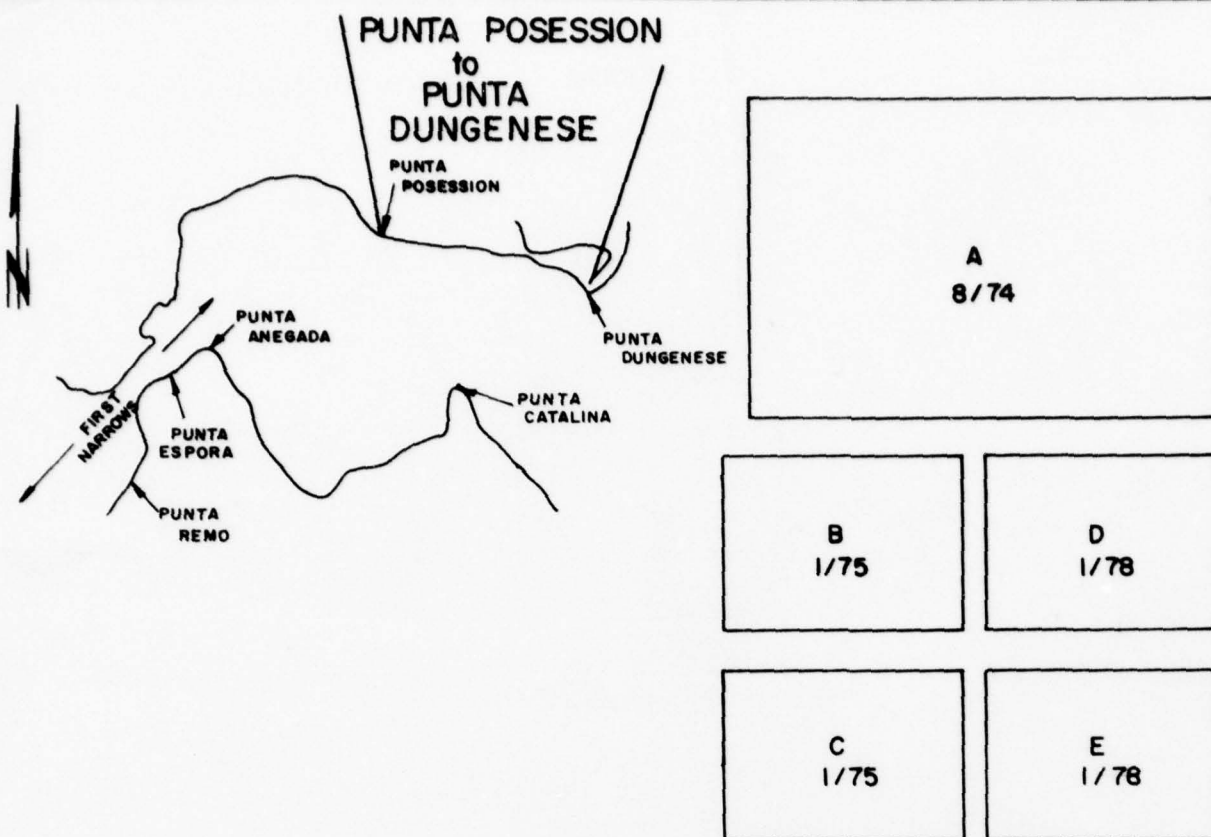 PUNTA POSESSION
to
PUNTA
DUNGENESE
PUNTA
POSESSION
N
PUNTA
ANEGADA
PUNTA
DUNGENESE
PUNTA
CATALINA
FIRST
NARROWS
PUNTA
ESPORA
PUNTA
REMO
A
8/74
B
1/75
D
1/78
C
1/75
E
1/78